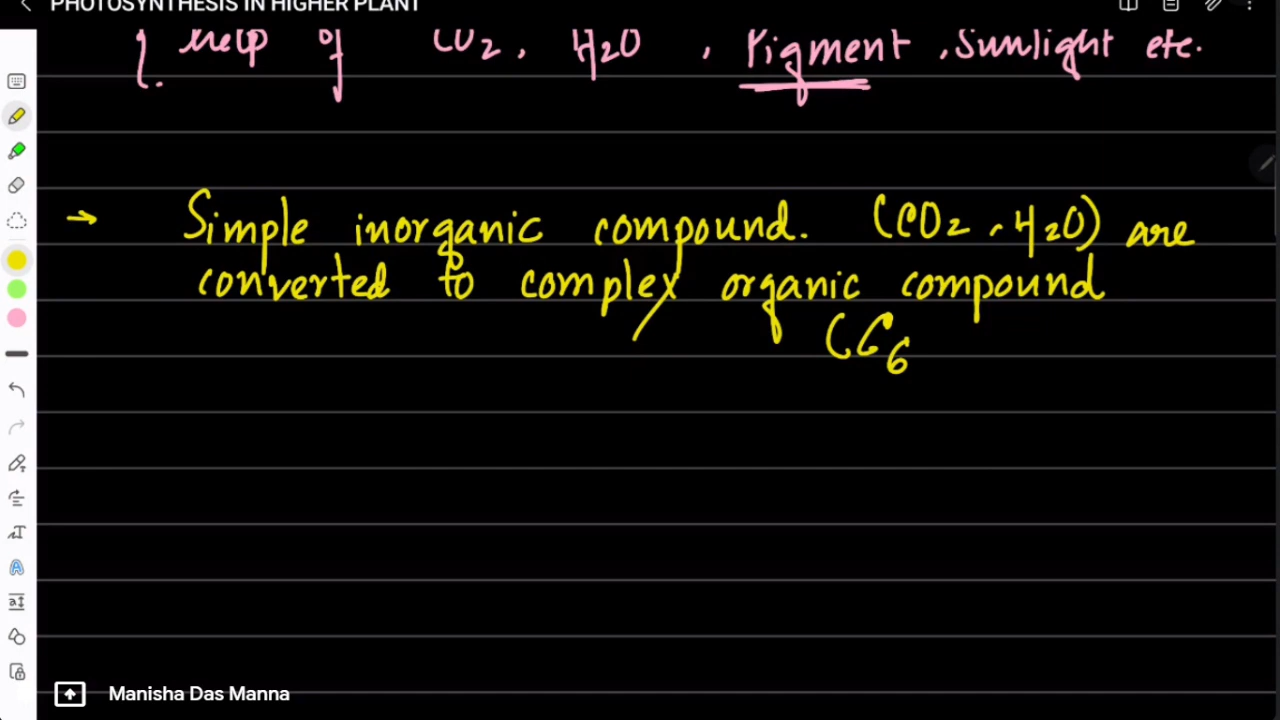 PHOTOSYNTHESIS IN HIGHER PLANT
help of CO2, H2O, Pigment, Sunlight etc.
→ Simple inorganic compound. (CO2, H2O) are
converted to complex organic compound
(C6
Manisha Das Manna